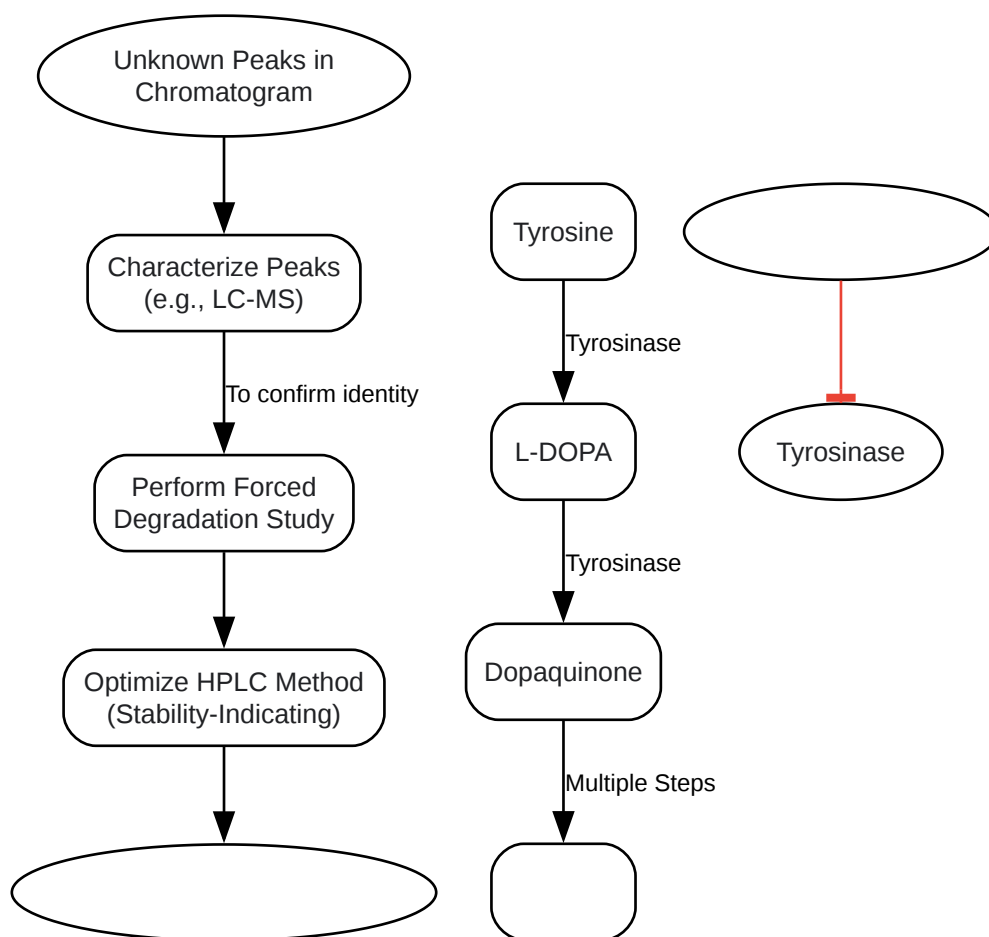 Unknown Peaks in
Chromatogram
Characterize Peaks
(e.g., LC-MS)
To confirm identity
Perform Forced
Degradation Study
Optimize HPLC Method
(Stability-Indicating)
Tyrosine
Tyrosinase
L-DOPA
Tyrosinase
Dopaquinone
Multiple Steps
Tyrosinase